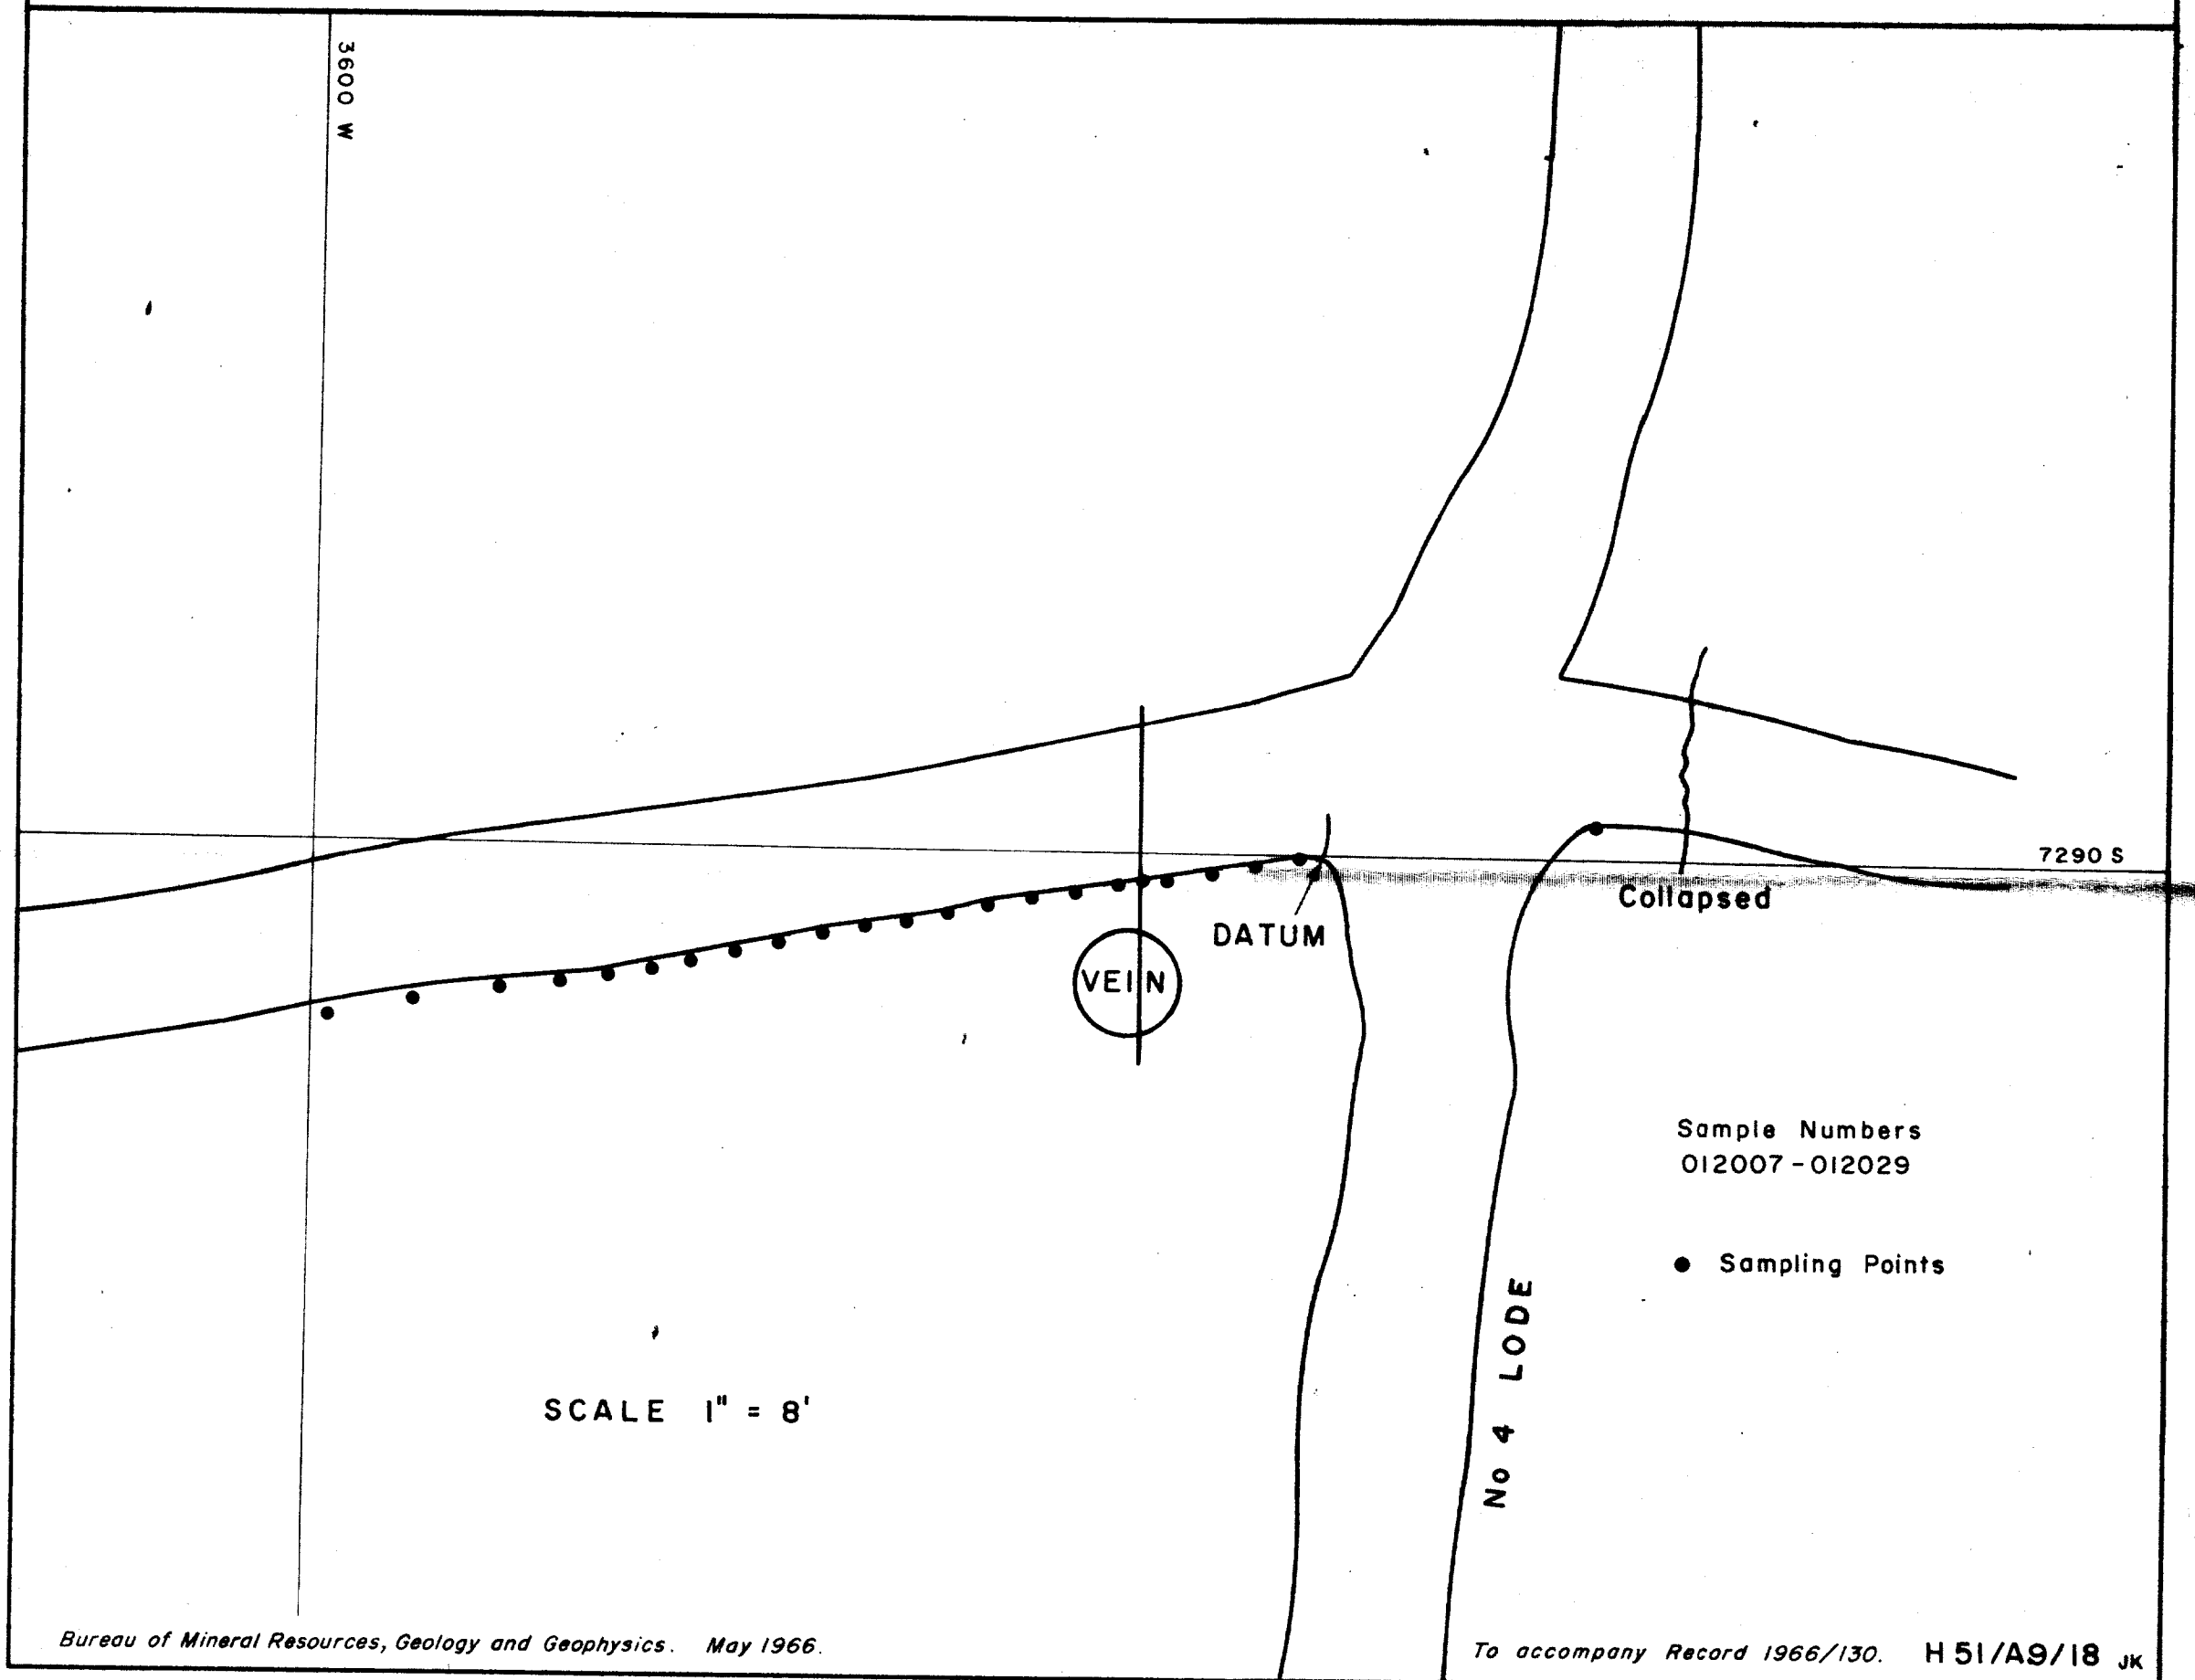 3600 W
7290 S
Collapsed
DATUM
VEIN
Sample Numbers
012007 - 012029
● Sampling Points
No 4 LODE
SCALE 1" = 8'
Bureau of Mineral Resources, Geology and Geophysics. May 1966.
To accompany Record 1966/130. H 51/A9/18 JK